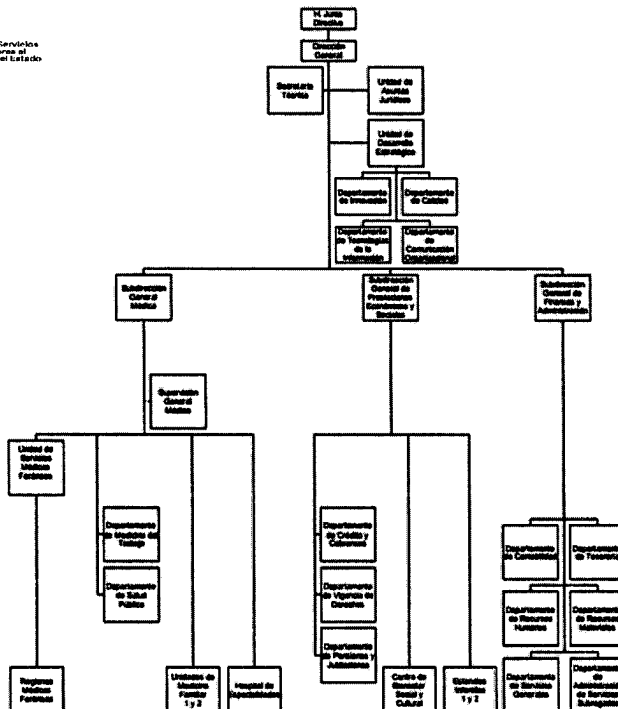 H. Junta
Directiva
Servicios
el Estado
Dirección
General
Secretaría
Técnica
Unidad de
Asuntos
Jurídicos
Unidad de
Desarrollo
Estratégico
Departamento
de Innovación
Departamento
de Calidad
Departamento
de Tecnologías
de la
Información
Departamento
de
Comunicación
Organizacional
Subdirección
General
Médica
Subdirección
General de
Prestaciones
Económicas y
Sociales
Subdirección
General de
Finanzas y
Administración
Supervisión
General
Médica
Unidad de
Servicios
Médicos
Foráneos
Departamento
de Medicina del
Trabajo
Departamento
de Salud
Pública
Departamento
de Crédito y
Cobranza
Departamento
de Vigencia de
Derechos
Departamento
de Pensiones y
Jubilaciones
Departamento
de Contabilidad
Departamento
de Tesorería
Departamento
de Recursos
Humanos
Departamento
de Recursos
Materiales
Departamento
de Servicios
Generales
Departamento
de
Administración
de Servicios
Subrogados
Regiones
Médicas
Foráneas
Unidades de
Medicina
Familiar
1 y 2
Hospital de
Especialidades
Centro de
Bienestar
Social y
Cultural
Estancias
Infantiles
1 y 2